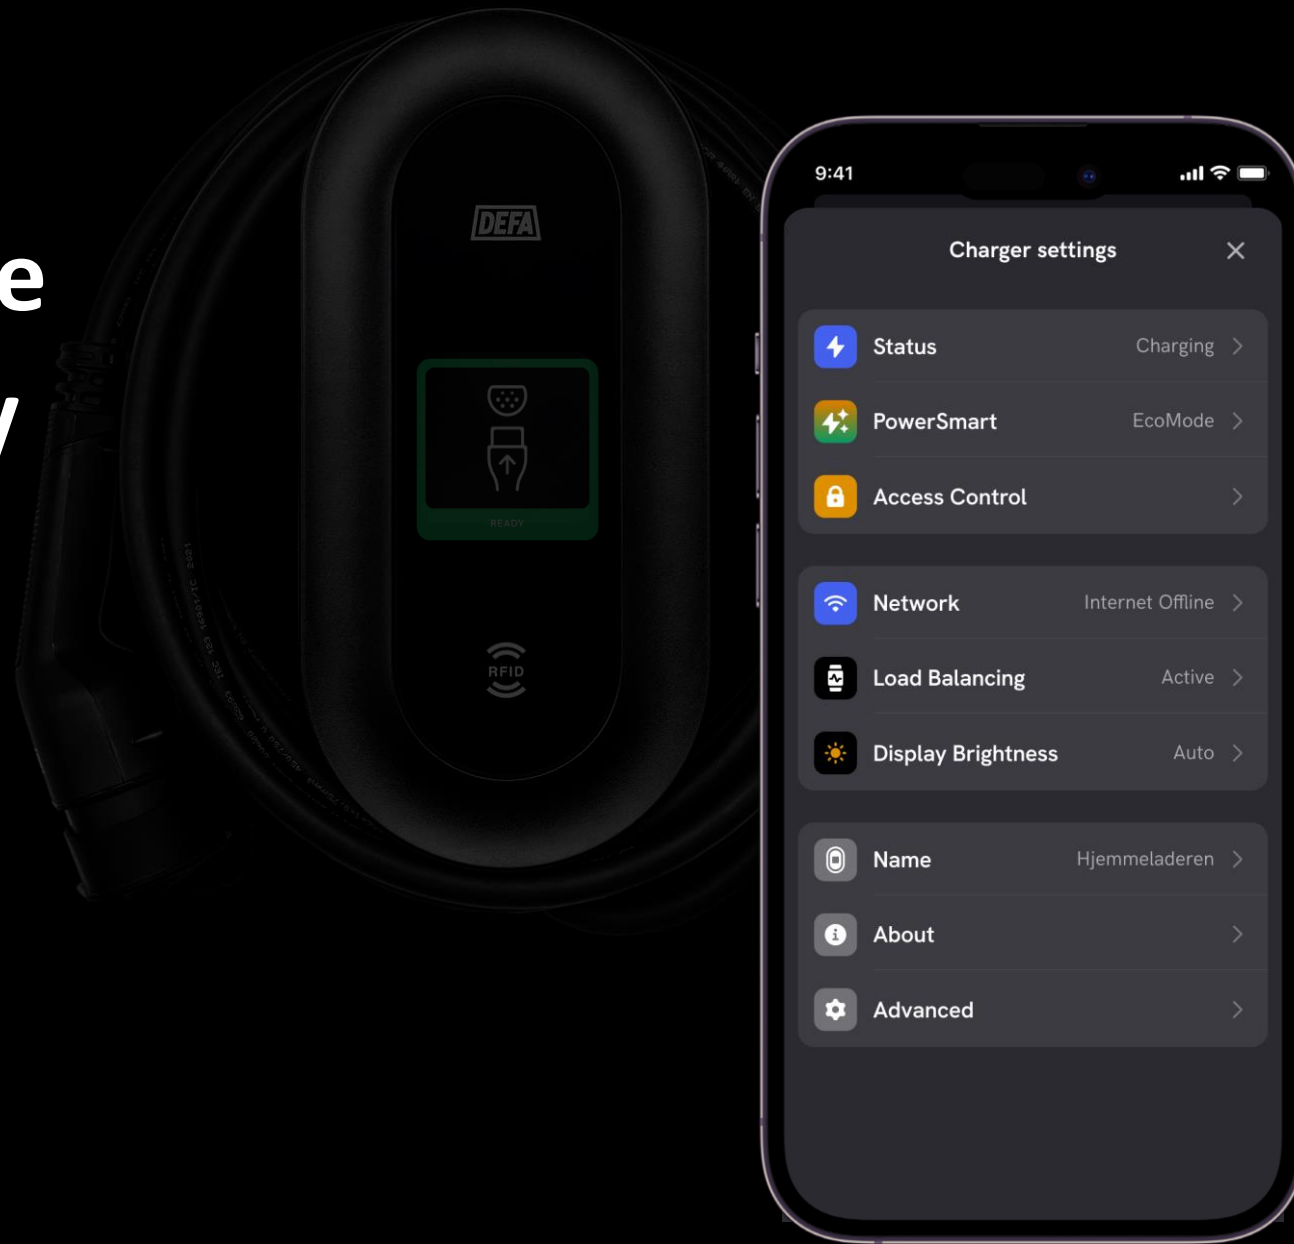 e
y
DEFA
READY
RFID
9:41
Charger settings
Status Charging
PowerSmart EcoMode
Access Control
Network Internet Offline
Load Balancing Active
Display Brightness Auto
Name Hjemmeladeren
About
Advanced